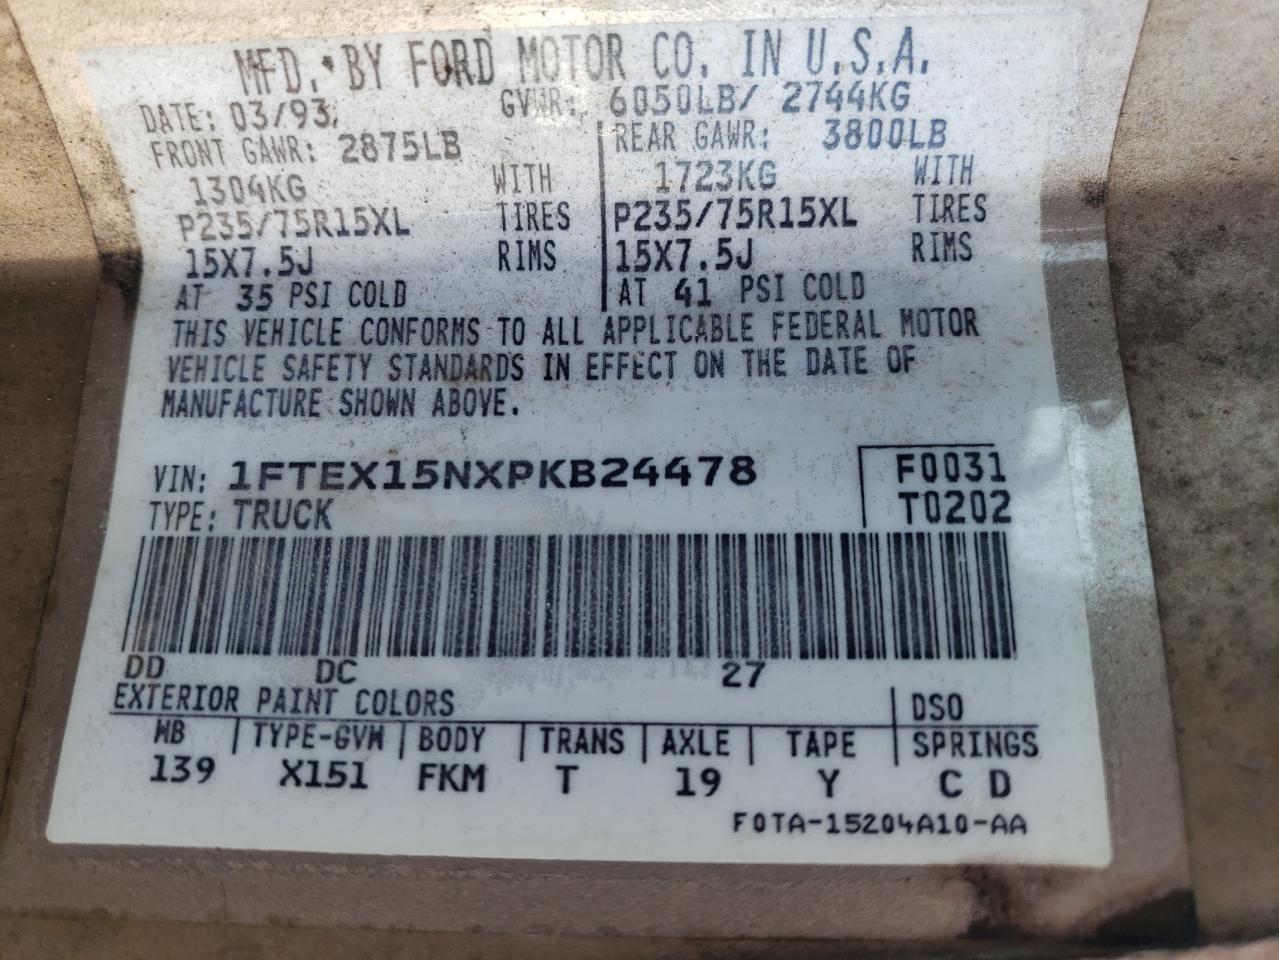 MFD. BY FORD MOTOR CO. IN U.S.A.
DATE: 03/93 GVWR: 6050LB/ 2744KG
FRONT GAWR: 2875LB REAR GAWR: 3800LB
1304KG WITH 1723KG WITH
P235/75R15XL TIRES P235/75R15XL TIRES
15X7.5J RIMS 15X7.5J RIMS
AT 35 PSI COLD AT 41 PSI COLD
THIS VEHICLE CONFORMS TO ALL APPLICABLE FEDERAL MOTOR
VEHICLE SAFETY STANDARDS IN EFFECT ON THE DATE OF
MANUFACTURE SHOWN ABOVE.
VIN: 1FTEX15NXPKB24478 F0031
TYPE: TRUCK T0202
DD DC 27
EXTERIOR PAINT COLORS DSO
WB TYPE-GVW BODY TRANS AXLE TAPE SPRINGS
139 X151 FKM T 19 Y C D
F0TA-15204A10-AA